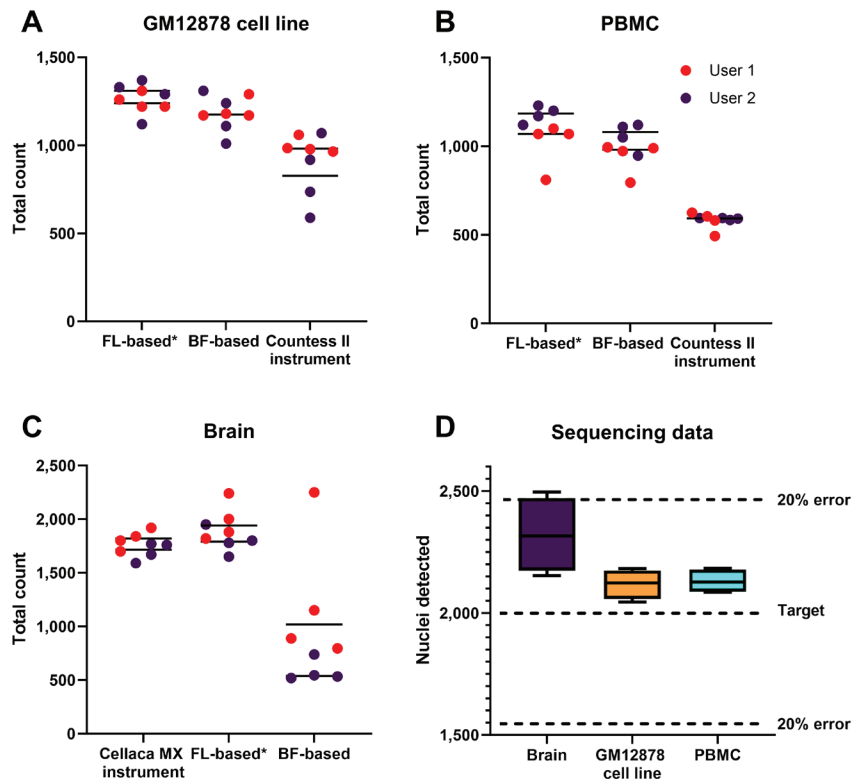 A
GM12878 cell line
Total count
1,500
1,000
500
0
FL-based*
BF-based
Countess II
instrument
B
PBMC
Total count
1,500
1,000
500
0
User 1
User 2
FL-based*
BF-based
Countess II
instrument
C
Brain
Total count
2,500
2,000
1,500
1,000
500
0
Cellaca MX
instrument
FL-based*
BF-based
D
Sequencing data
Nuclei detected
2,500
2,000
1,500
20% error
Target
20% error
Brain
GM12878
cell line
PBMC